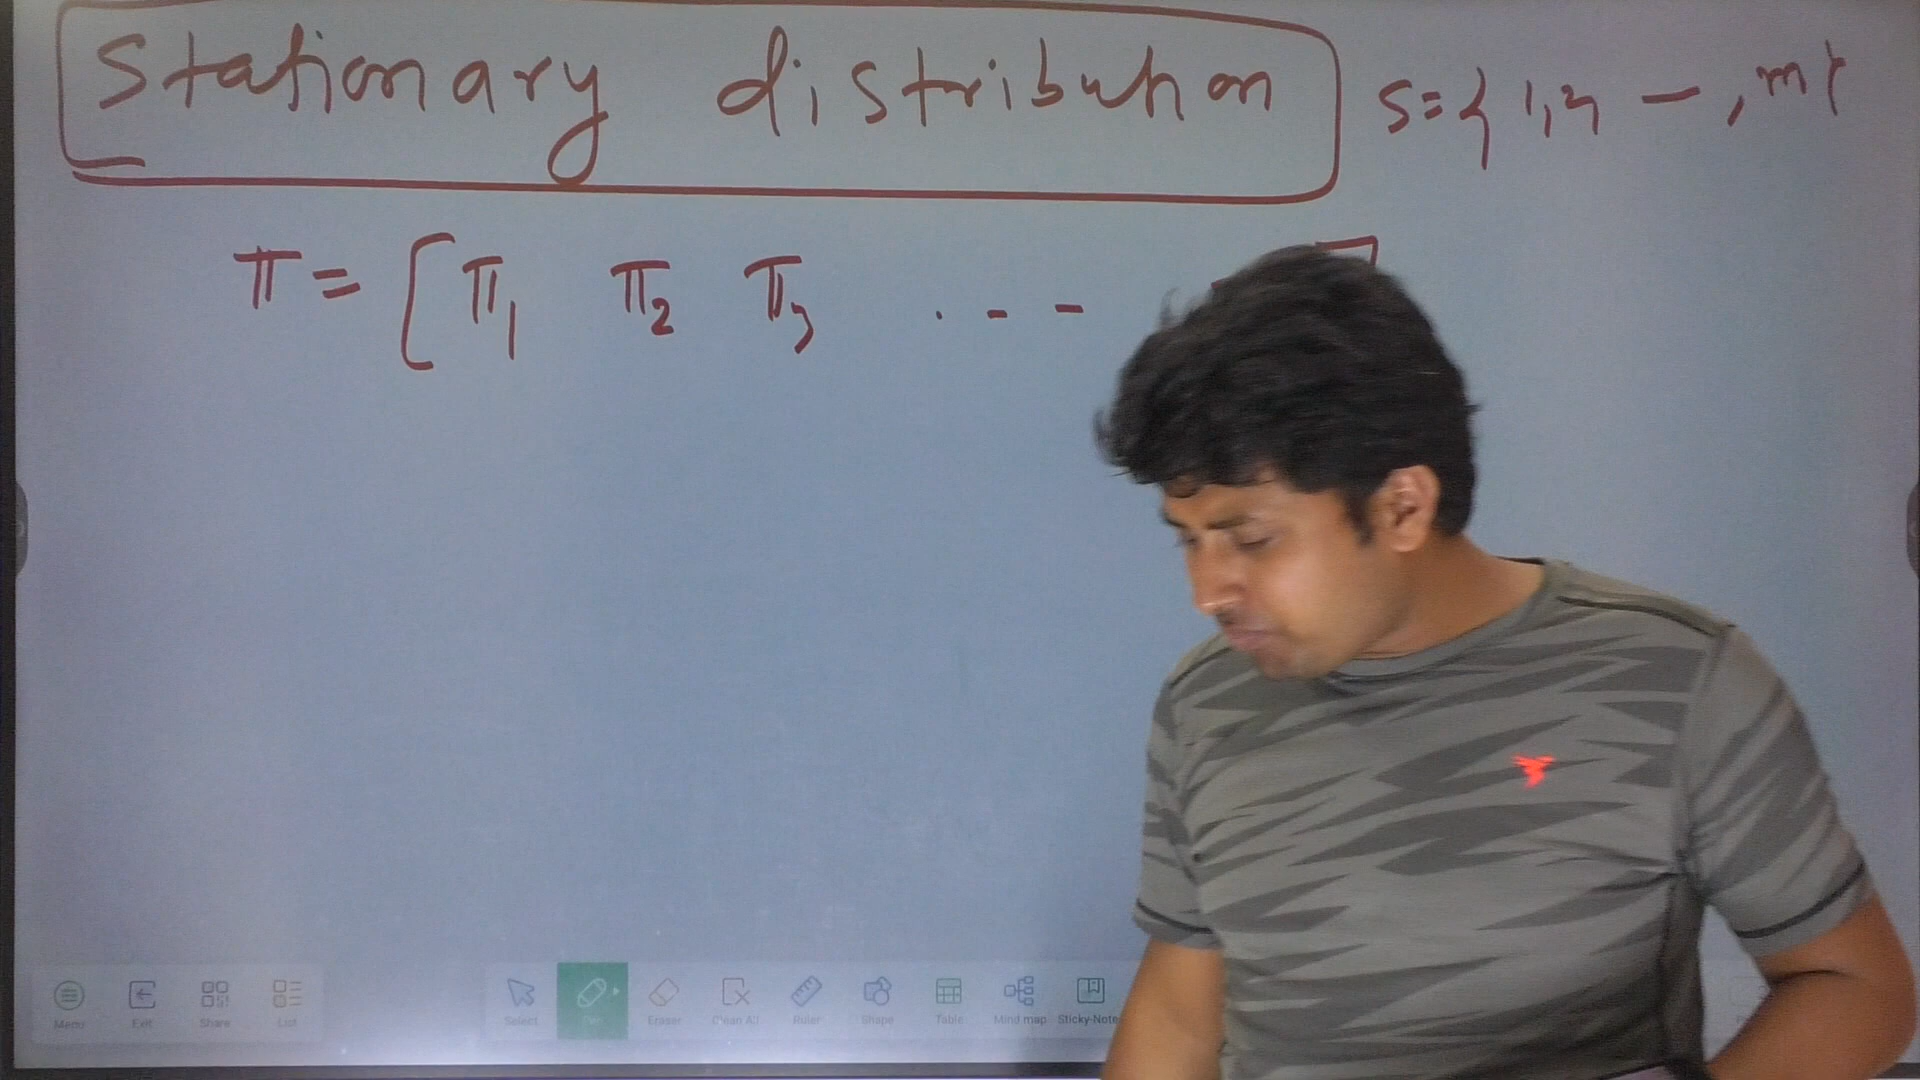 Stationary distribution S={1,2, —, m}
π = [π1 π2 π3 . - - ]
Menu Exit Share List Select Pen Eraser Clean All Ruler Shape Table Mind map Sticky-Note